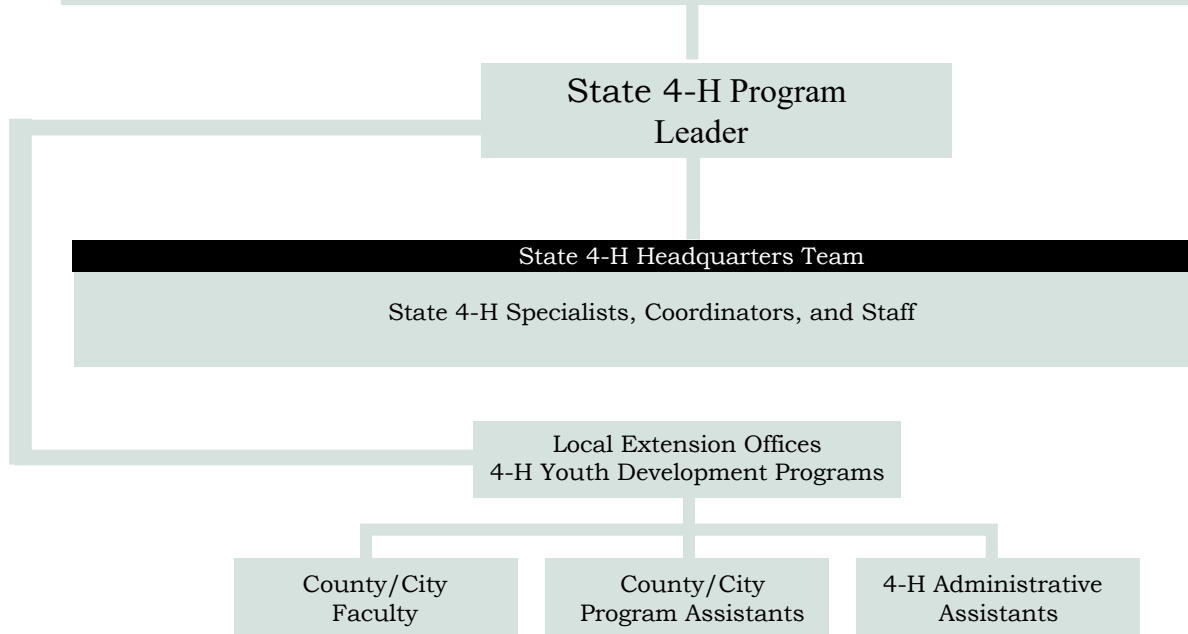 State 4-H Program
Leader
State 4-H Headquarters Team
State 4-H Specialists, Coordinators, and Staff
Local Extension Offices
4-H Youth Development Programs
County/City
Faculty
County/City
Program Assistants
4-H Administrative
Assistants